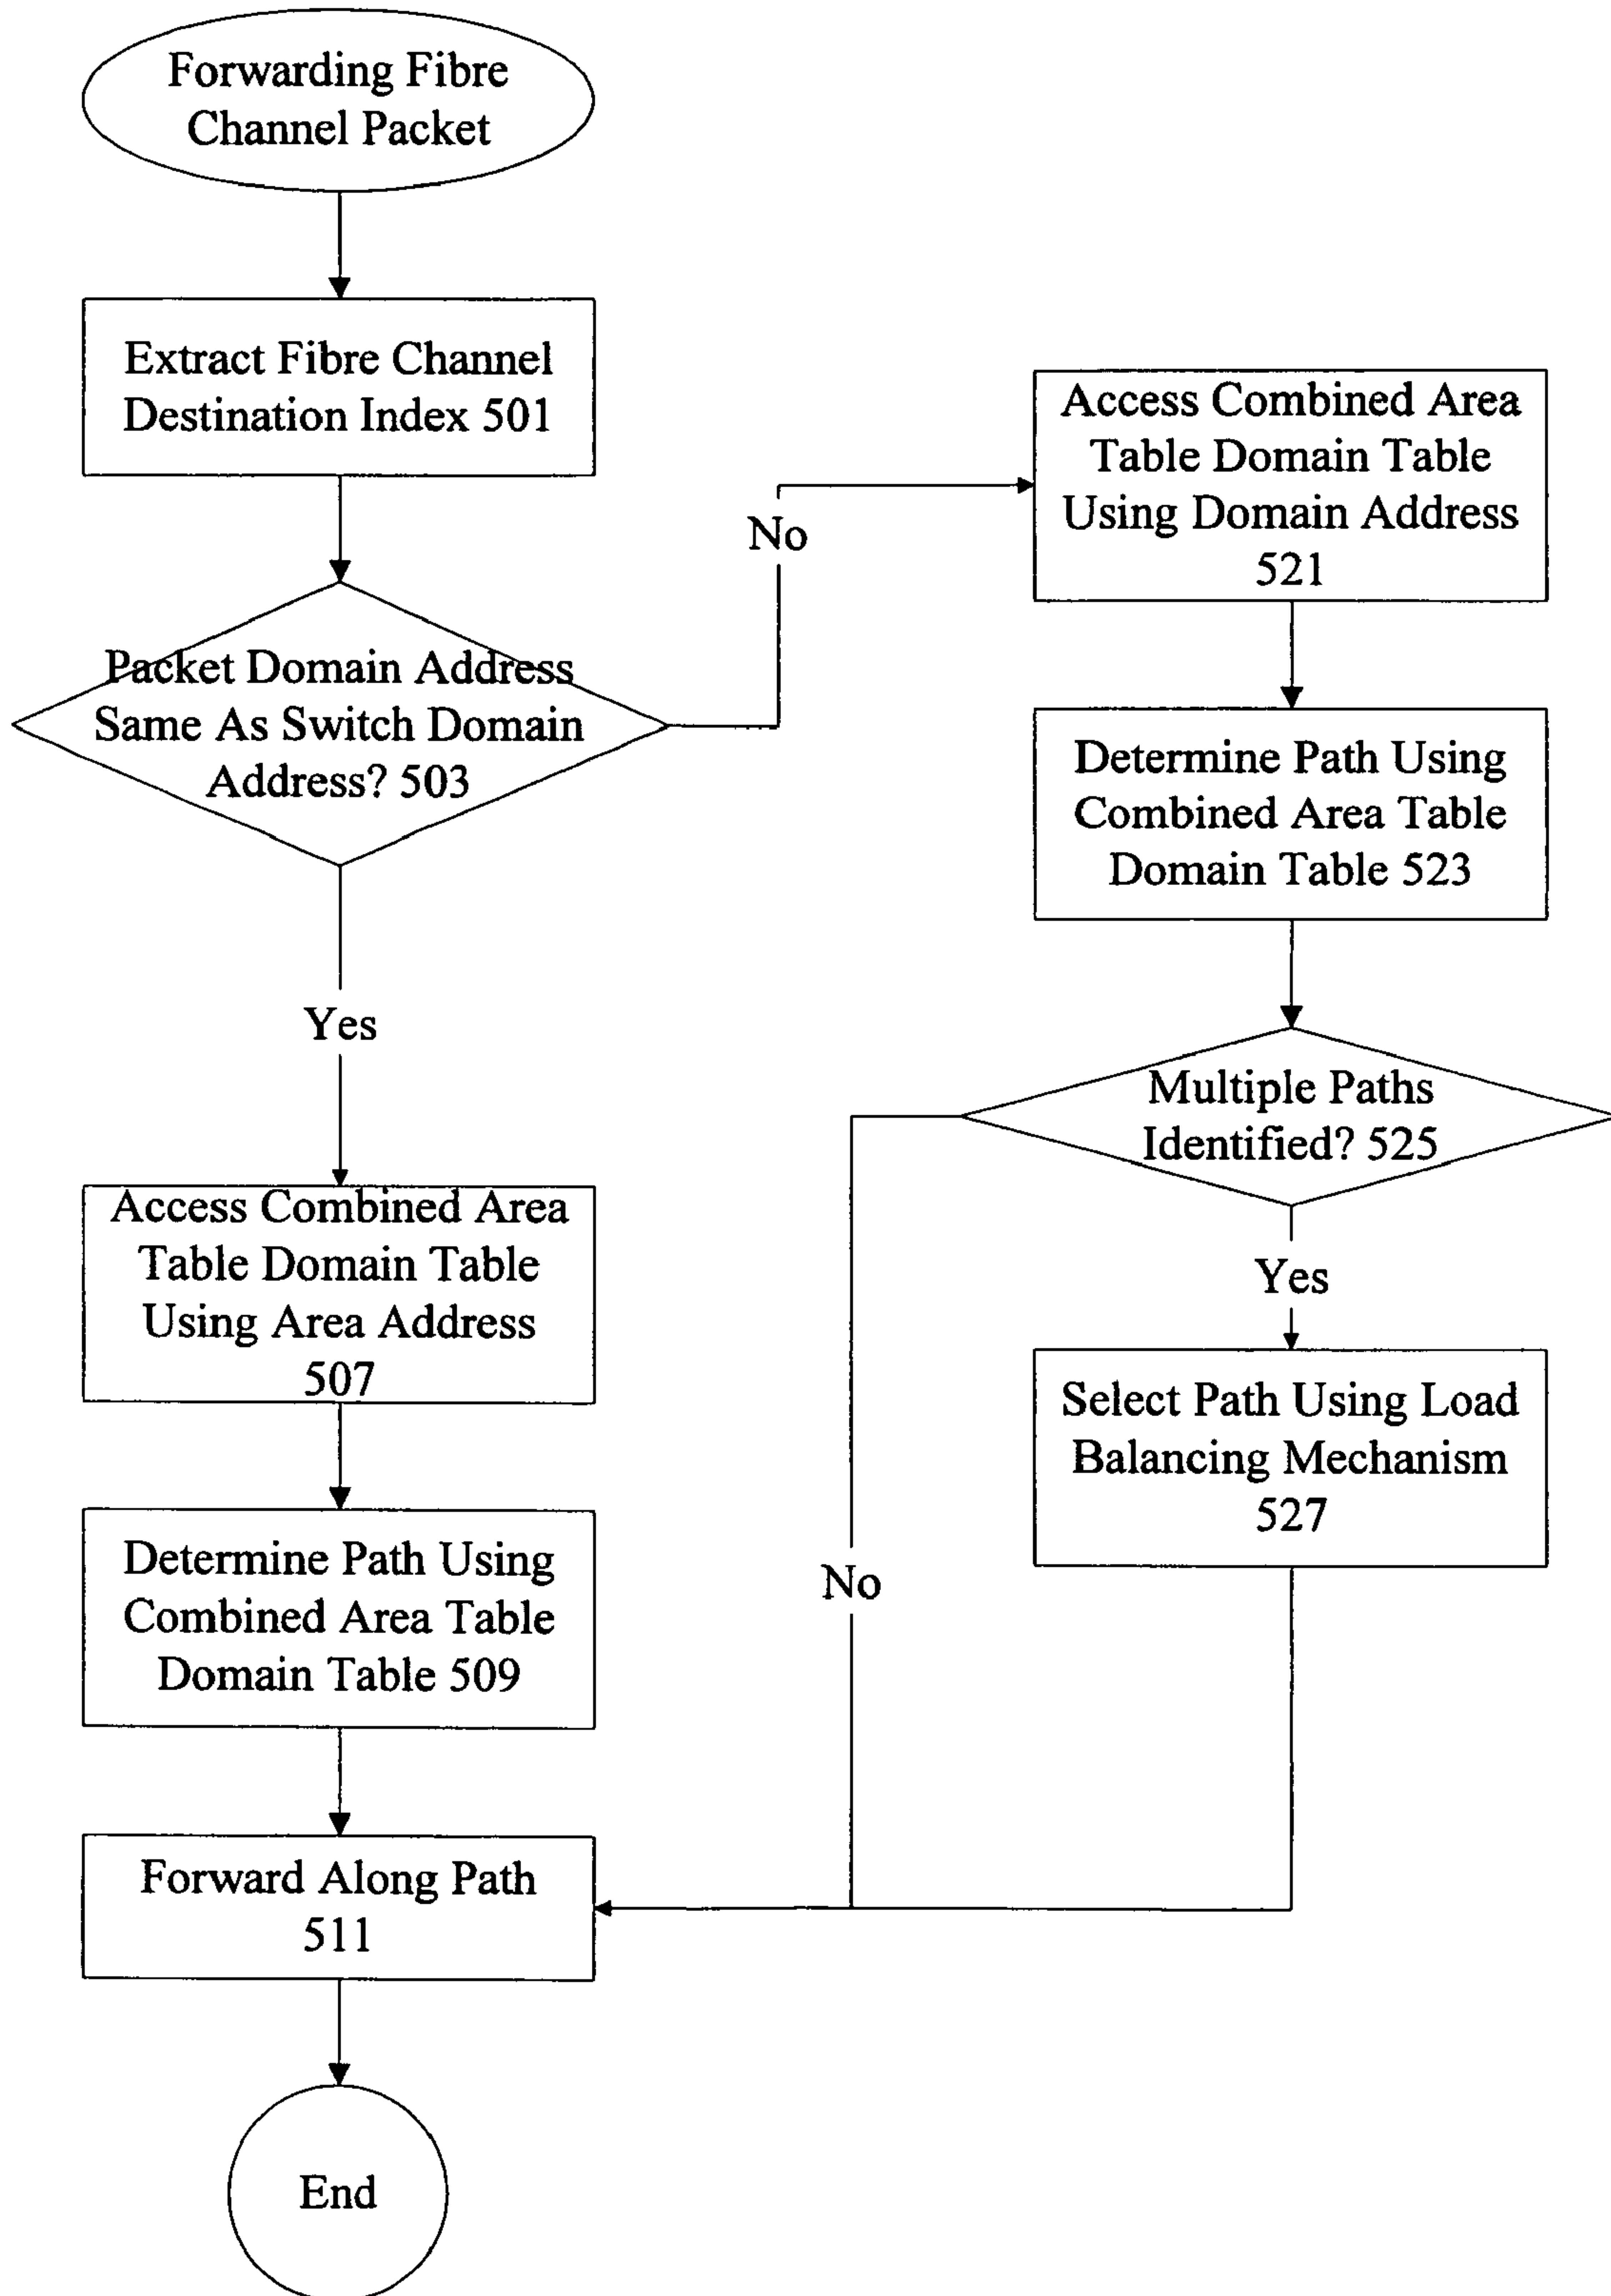 Forwarding Fibre
Channel Packet
Extract Fibre Channel
Destination Index 501
Packet Domain Address
Same As Switch Domain
Address? 503
No
Yes
Access Combined Area
Table Domain Table
Using Area Address
507
Determine Path Using
Combined Area Table
Domain Table 509
Forward Along Path
511
End
Access Combined Area
Table Domain Table
Using Domain Address
521
Determine Path Using
Combined Area Table
Domain Table 523
Multiple Paths
Identified? 525
Yes
No
Select Path Using Load
Balancing Mechanism
527